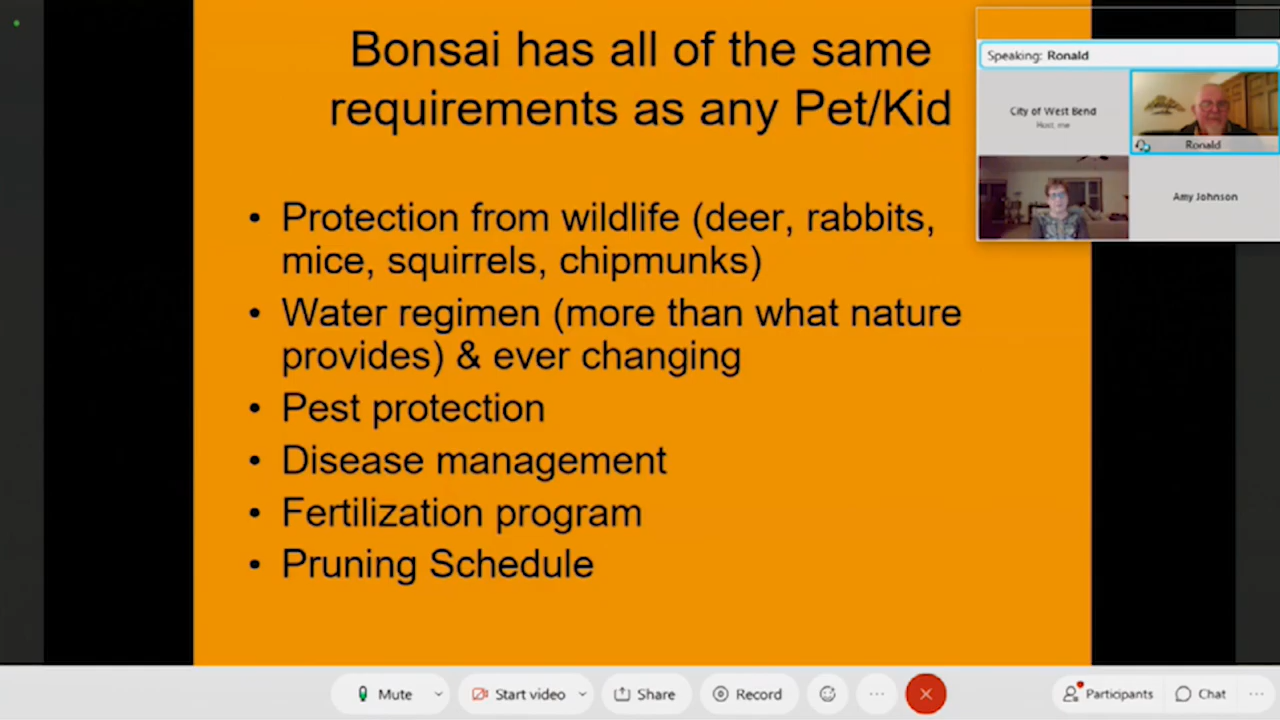 Bonsai has all of the same
requirements as any Pet/Kid
• Protection from wildlife (deer, rabbits,
mice, squirrels, chipmunks)
• Water regimen (more than what nature
provides) & ever changing
• Pest protection
• Disease management
• Fertilization program
• Pruning Schedule
Speaking: Ronald
City of West Bend
Host, me
Ronald
Amy Johnson
Mute
Start video
Share
Record
Participants
Chat